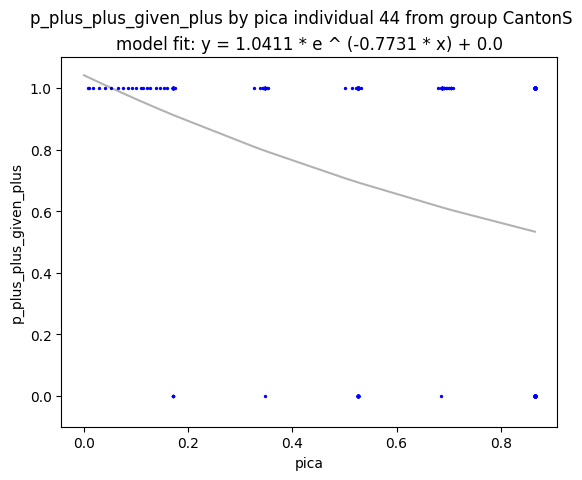 p_plus_plus_given_plus by pica individual 44 from group CantonS
model fit: y = 1.0411 * e ^ (-0.7731 * x) + 0.0
p_plus_plus_given_plus
1.0
0.8
0.6
0.4
0.2
0.0
0.0 0.2 0.4 0.6 0.8
pica